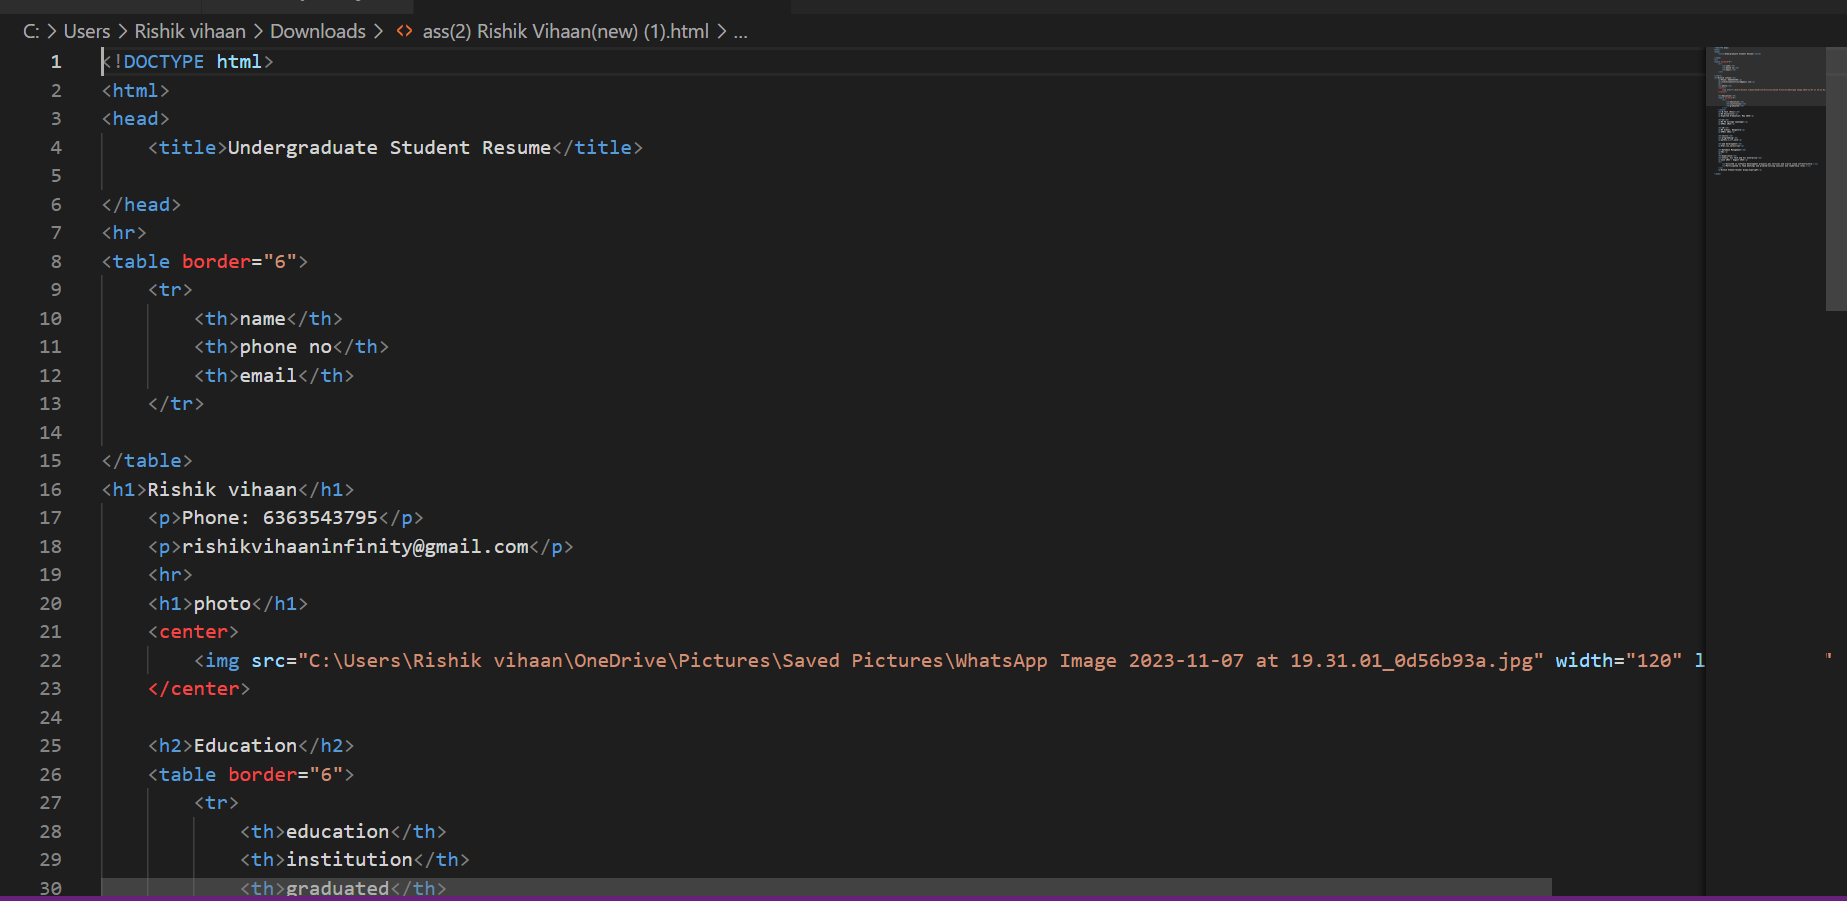 C: > Users > Rishik vihaan > Downloads > <> ass(2) Rishik Vihaan(new) (1).html > ...
1 <!DOCTYPE html>
2 <html>
3 <head>
4     <title>Undergraduate Student Resume</title>
5
6 </head>
7 <hr>
8 <table border="6">
9     <tr>
10         <th>name</th>
11         <th>phone no</th>
12         <th>email</th>
13     </tr>
14
15 </table>
16 <h1>Rishik vihaan</h1>
17     <p>Phone: 6363543795</p>
18     <p>rishikvihaaninfinity@gmail.com</p>
19     <hr>
20     <h1>photo</h1>
21     <center>
22         <img src="C:\Users\Rishik vihaan\OneDrive\Pictures\Saved Pictures\WhatsApp Image 2023-11-07 at 19.31.01_0d56b93a.jpg" width="120" l
23     </center>
24
25     <h2>Education</h2>
26     <table border="6">
27         <tr>
28             <th>education</th>
29             <th>institution</th>
30             <th>graduated</th>